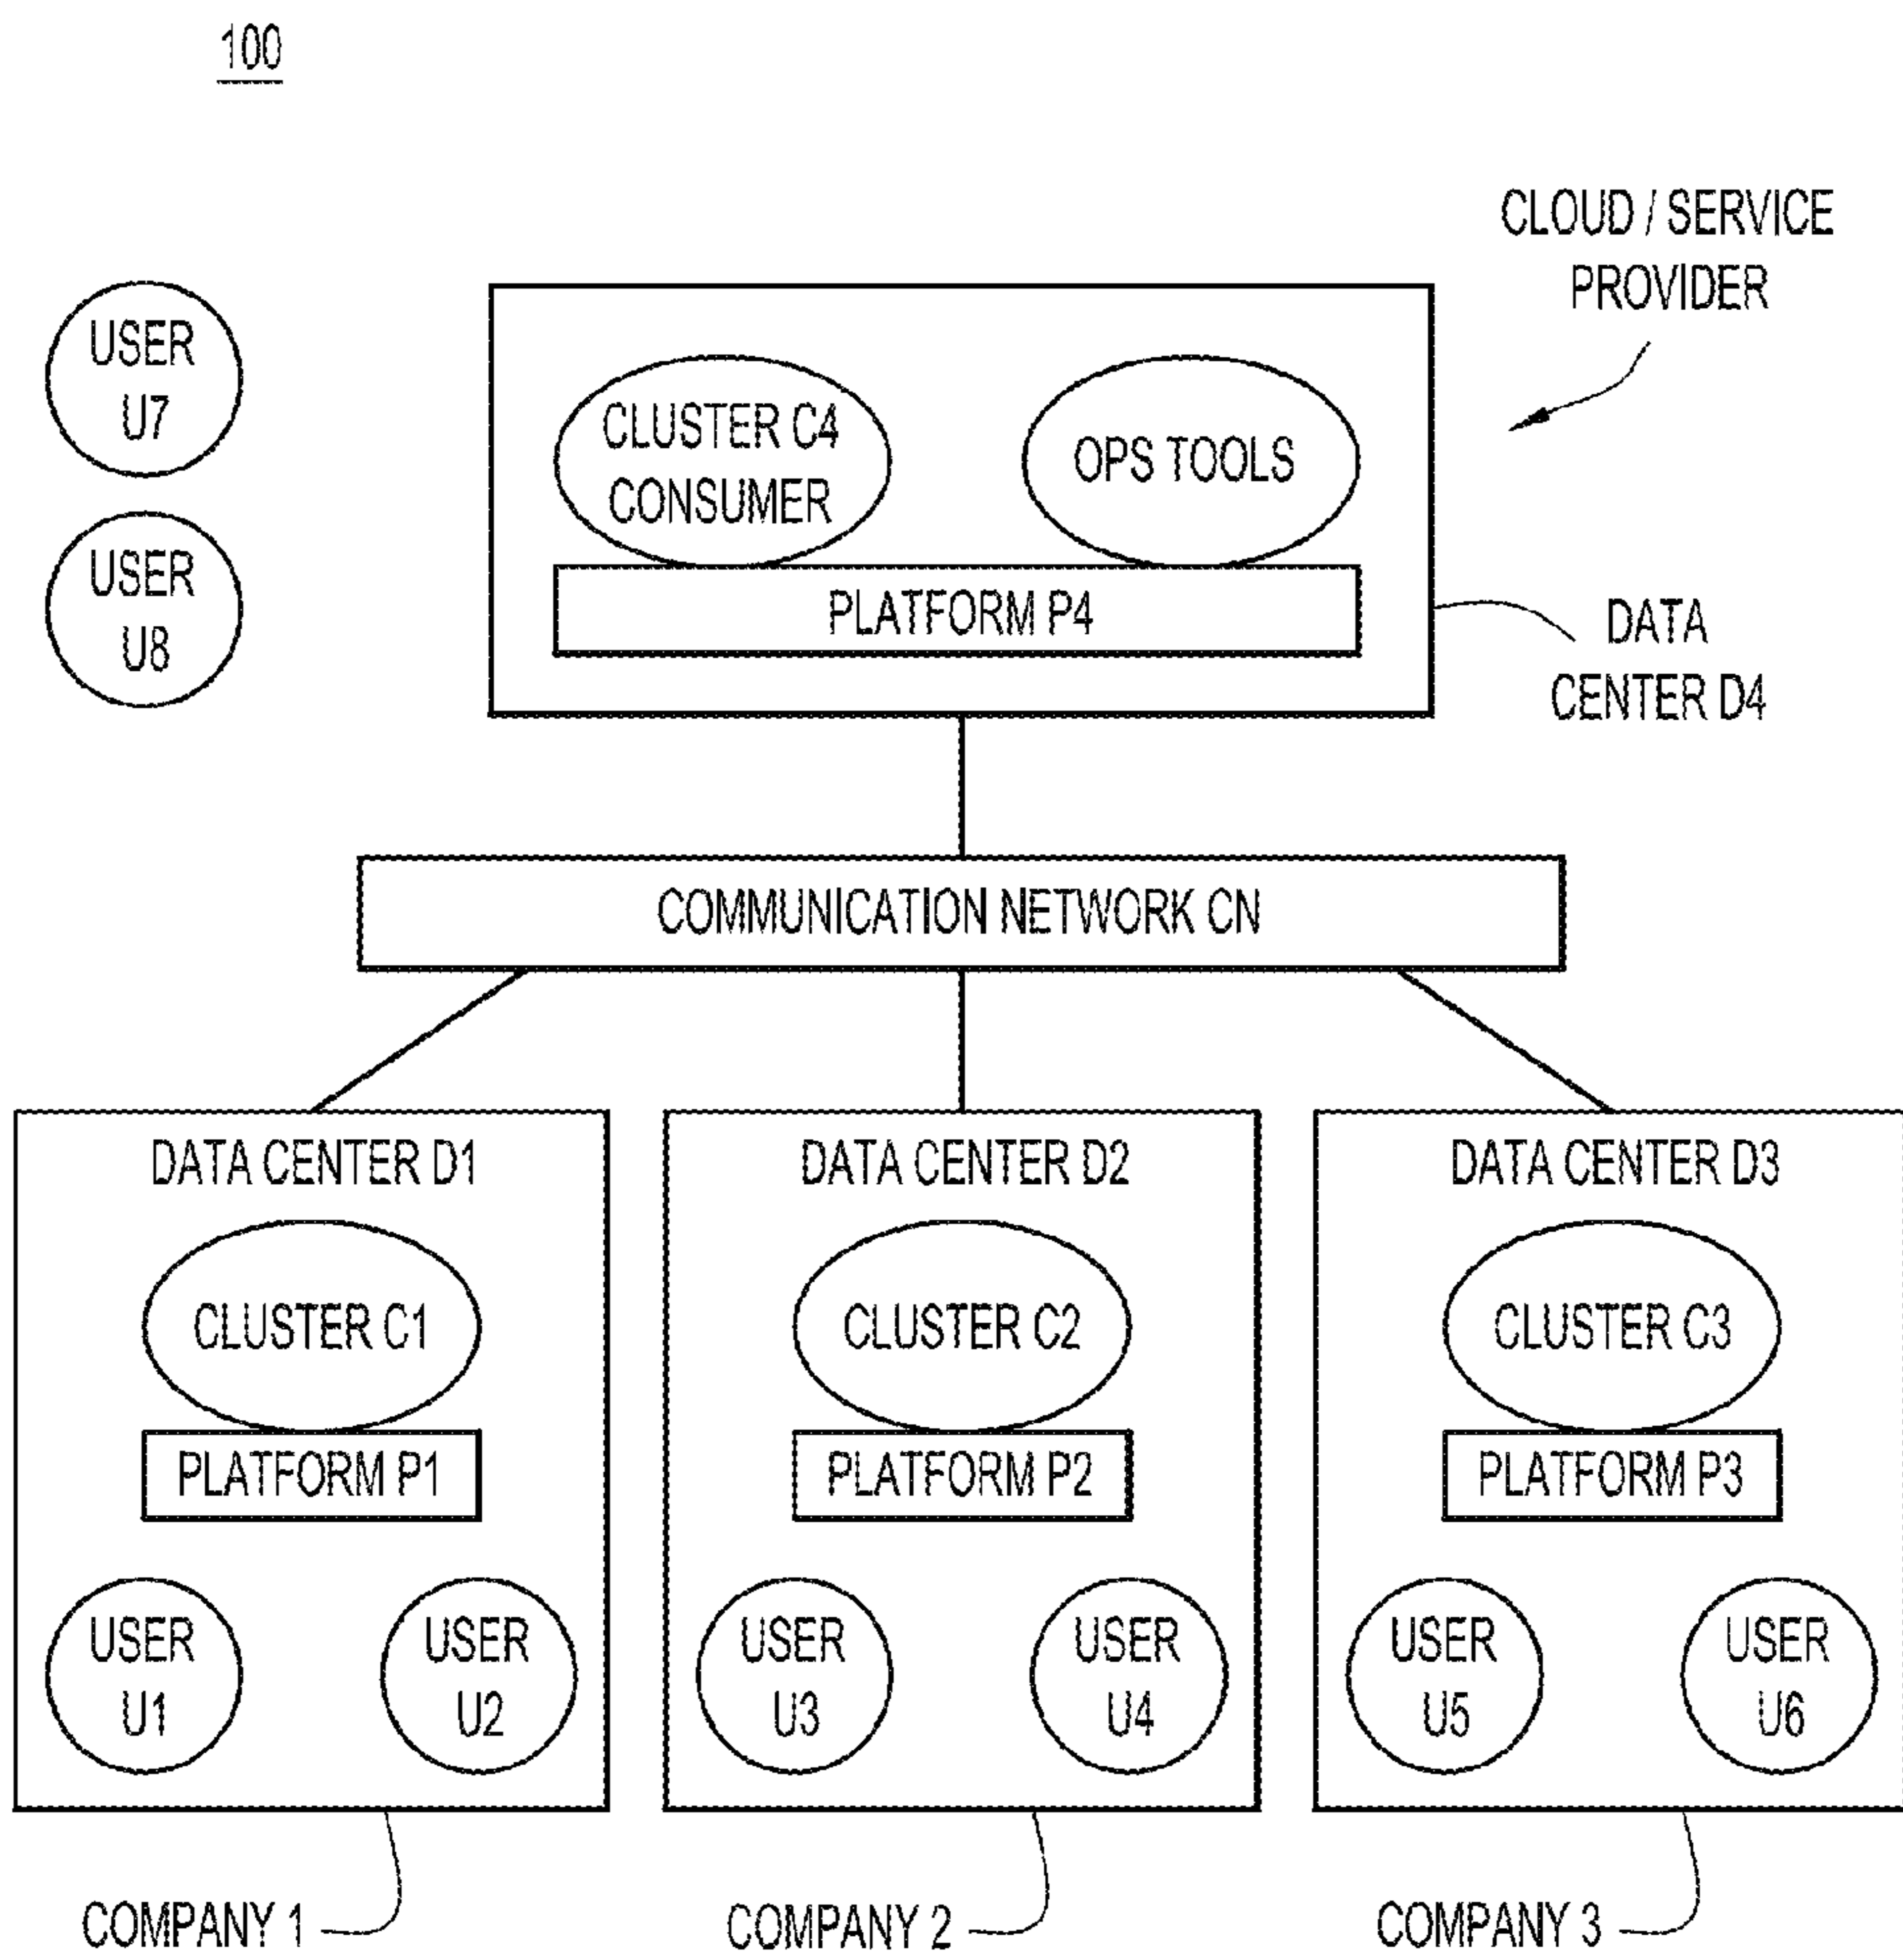 100
CLOUD / SERVICE
PROVIDER
USER
U7
USER
U8
CLUSTER C4
CONSUMER
OPS TOOLS
PLATFORM P4
DATA
CENTER D4
COMMUNICATION NETWORK CN
DATA CENTER D1
CLUSTER C1
PLATFORM P1
USER
U1
USER
U2
COMPANY 1
DATA CENTER D2
CLUSTER C2
PLATFORM P2
USER
U3
USER
U4
COMPANY 2
DATA CENTER D3
CLUSTER C3
PLATFORM P3
USER
U5
USER
U6
COMPANY 3